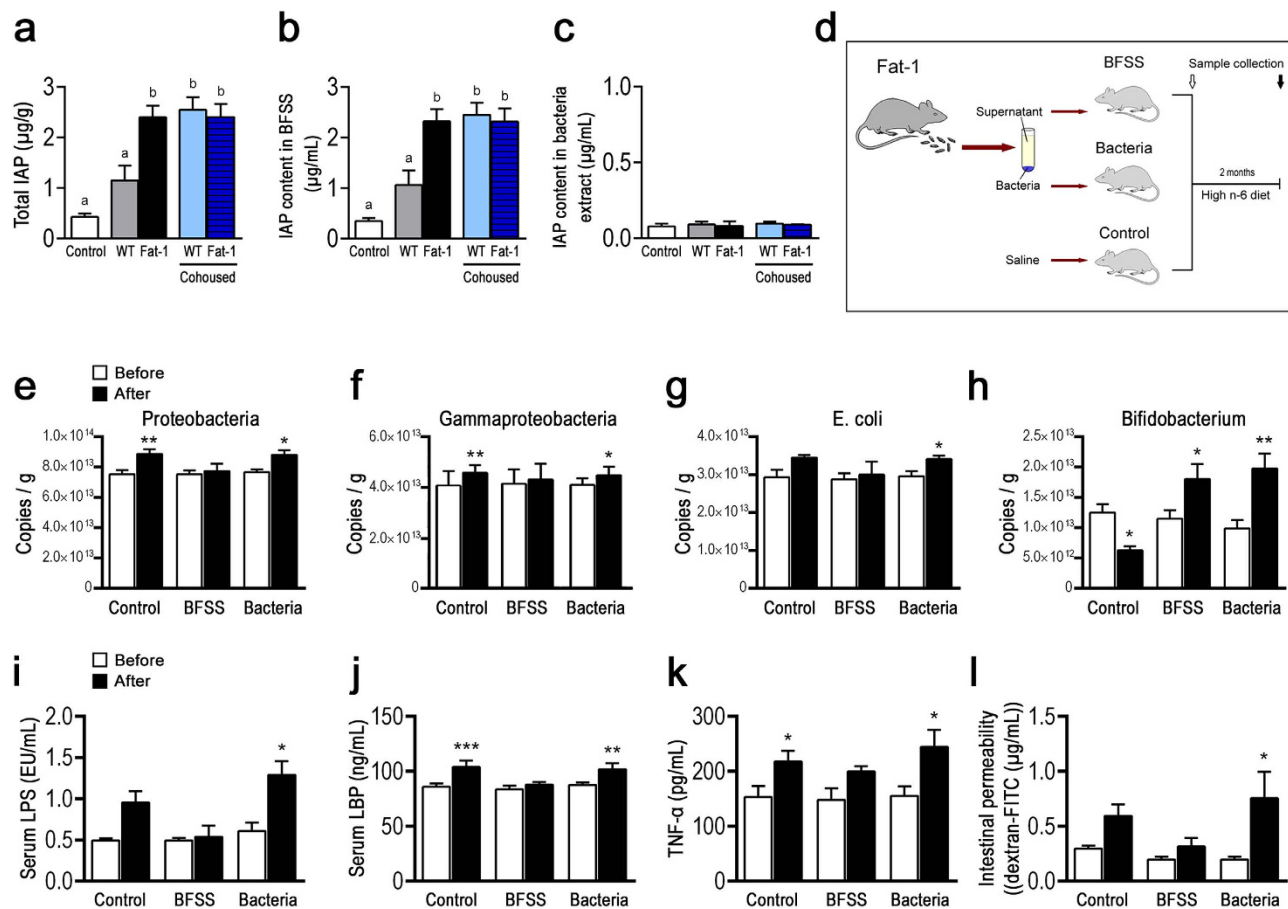 a
Total IAP (µg/g)
3
2
1
0
a
a
b
b
b
Control
WT
Fat-1
WT
Fat-1
Cohoused
b
IAP content in BFSS
(µg/mL)
3
2
1
0
a
a
b
b
b
Control
WT
Fat-1
WT
Fat-1
Cohoused
c
IAP content in bacteria
extract (µg/mL)
1.0
0.5
0.0
Control
WT
Fat-1
WT
Fat-1
Cohoused
d
Fat-1
Supernatant
Bacteria
Saline
BFSS
Bacteria
Control
Sample collection
2 months
High n-6 diet
Before
After
e
Proteobacteria
Copies / g
1.0×10¹⁴
8.0×10¹³
6.0×10¹³
4.0×10¹³
2.0×10¹³
0
**
*
Control
BFSS
Bacteria
f
Gammaproteobacteria
Copies / g
6.0×10¹³
4.0×10¹³
2.0×10¹³
0
**
*
Control
BFSS
Bacteria
g
E. coli
Copies / g
4.0×10¹³
3.0×10¹³
2.0×10¹³
1.0×10¹³
0
*
Control
BFSS
Bacteria
h
Bifidobacterium
Copies / g
2.5×10¹³
2.0×10¹³
1.5×10¹³
1.0×10¹³
5.0×10¹²
0
*
*
**
Control
BFSS
Bacteria
Before
After
i
Serum LPS (EU/mL)
2.0
1.5
1.0
0.5
0.0
*
Control
BFSS
Bacteria
j
Serum LBP (ng/mL)
150
100
50
0
***
**
Control
BFSS
Bacteria
k
TNF-α (pg/mL)
300
225
150
75
0
*
*
Control
BFSS
Bacteria
l
Intestinal permeability
((dextran-FITC (µg/mL))
1.5
1.0
0.5
0.0
*
Control
BFSS
Bacteria